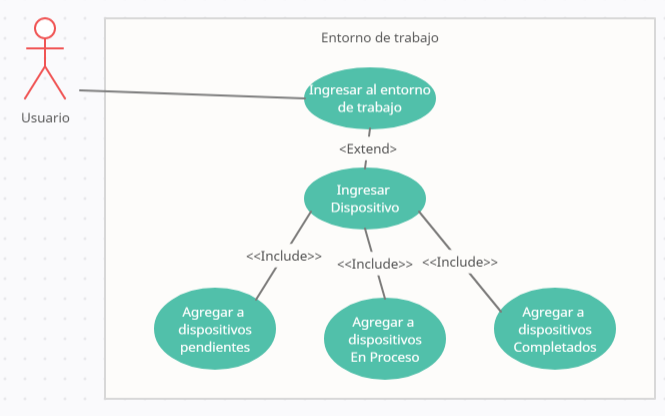 Entorno de trabajo
Ingresar al entorno
de trabajo
Usuario
<Extend>
Ingresar
Dispositivo
<<Include>>
<<Include>>
<<Include>>
Agregar a
dispositivos
pendientes
Agregar a
dispositivos
En Proceso
Agregar a
dispositivos
Completados